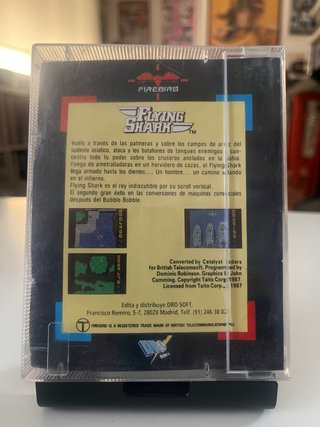 FIREBIRD
FLYING
SHARK TM
Vuela a través de las palmeras y sobre los campos de arroz del
sudeste asiático, ataca a los batallones de tanques enemigos y con-
centra todo tu poder sobre los cruceros anclados en la bahía.
Fuego de ametralladoras en un hervidero de cazas, el Flying Shark
llega armado hasta los dientes.... Un hombre.... un camino volando
en el infierno.
Flying Shark es el rey indiscutible por su scroll vertical.
El segundo gran éxito en las conversiones de máquinas comerciales
después del Bubble Bobble.
Converted by Catalyst Coders
for British Telecomsoft. Programmed by
Dominic Robinson. Graphics by John
Cumming. Copyright Taito Corp. 1987.
Licensed from Taito Corp. 1987
Edita y distribuye DRO SOFT,
Francisco Remiro, 5-7, 28028 Madrid, Telf. (91) 246 38 02
T FIREBIRD IS A REGISTERED TRADE MARK OF BRITISH TELECOMMUNICATIONS PLC
DRO
SOFT